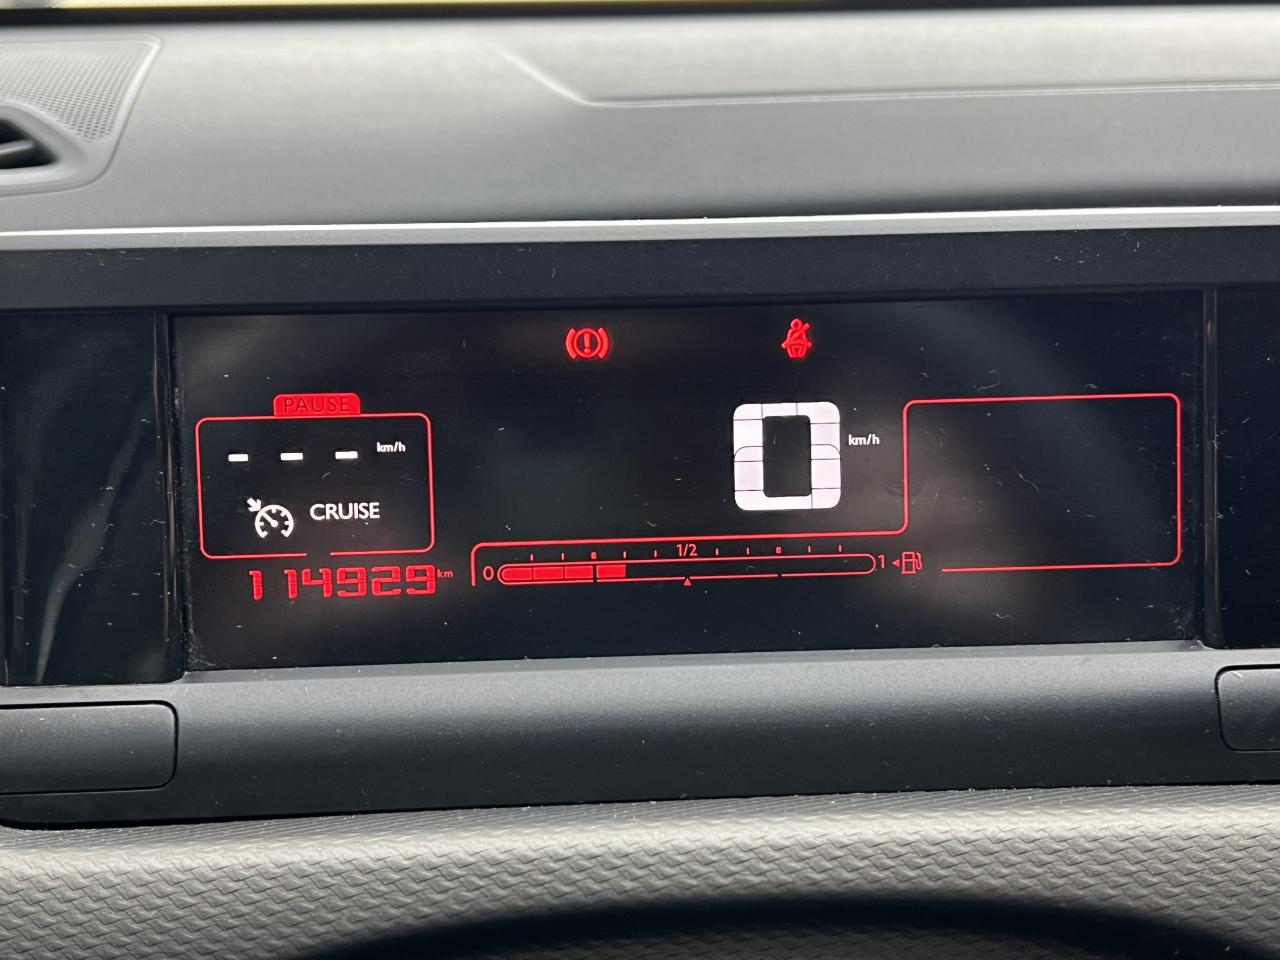 PAUSE
--- km/h
CRUISE
0 km/h
114929 km
0 1/2 1